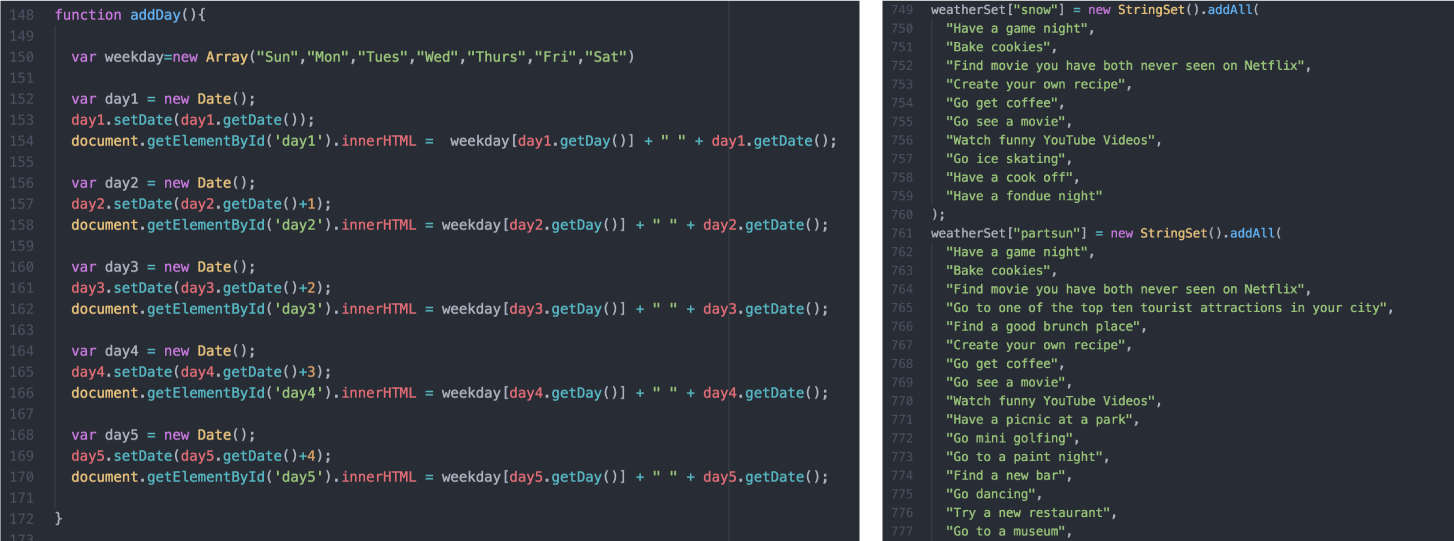 148 function addDay(){
149
150 var weekday=new Array("Sun","Mon","Tues","Wed","Thurs","Fri","Sat")
151
152 var day1 = new Date();
153 day1.setDate(day1.getDate());
154 document.getElementById('day1').innerHTML =  weekday[day1.getDay()] + " " + day1.getDate();
155
156 var day2 = new Date();
157 day2.setDate(day2.getDate()+1);
158 document.getElementById('day2').innerHTML = weekday[day2.getDay()] + " " + day2.getDate();
159
160 var day3 = new Date();
161 day3.setDate(day3.getDate()+2);
162 document.getElementById('day3').innerHTML = weekday[day3.getDay()] + " " + day3.getDate();
163
164 var day4 = new Date();
165 day4.setDate(day4.getDate()+3);
166 document.getElementById('day4').innerHTML = weekday[day4.getDay()] + " " + day4.getDate();
167
168 var day5 = new Date();
169 day5.setDate(day5.getDate()+4);
170 document.getElementById('day5').innerHTML = weekday[day5.getDay()] + " " + day5.getDate();
171
172 }
173
749 weatherSet["snow"] = new StringSet().addAll(
750 "Have a game night",
751 "Bake cookies",
752 "Find movie you have both never seen on Netflix",
753 "Create your own recipe",
754 "Go get coffee",
755 "Go see a movie",
756 "Watch funny YouTube Videos",
757 "Go ice skating",
758 "Have a cook off",
759 "Have a fondue night"
760 );
761 weatherSet["partsun"] = new StringSet().addAll(
762 "Have a game night",
763 "Bake cookies",
764 "Find movie you have both never seen on Netflix",
765 "Go to one of the top ten tourist attractions in your city",
766 "Find a good brunch place",
767 "Create your own recipe",
768 "Go get coffee",
769 "Go see a movie",
770 "Watch funny YouTube Videos",
771 "Have a picnic at a park",
772 "Go mini golfing",
773 "Go to a paint night",
774 "Find a new bar",
775 "Go dancing",
776 "Try a new restaurant",
777 "Go to a museum",